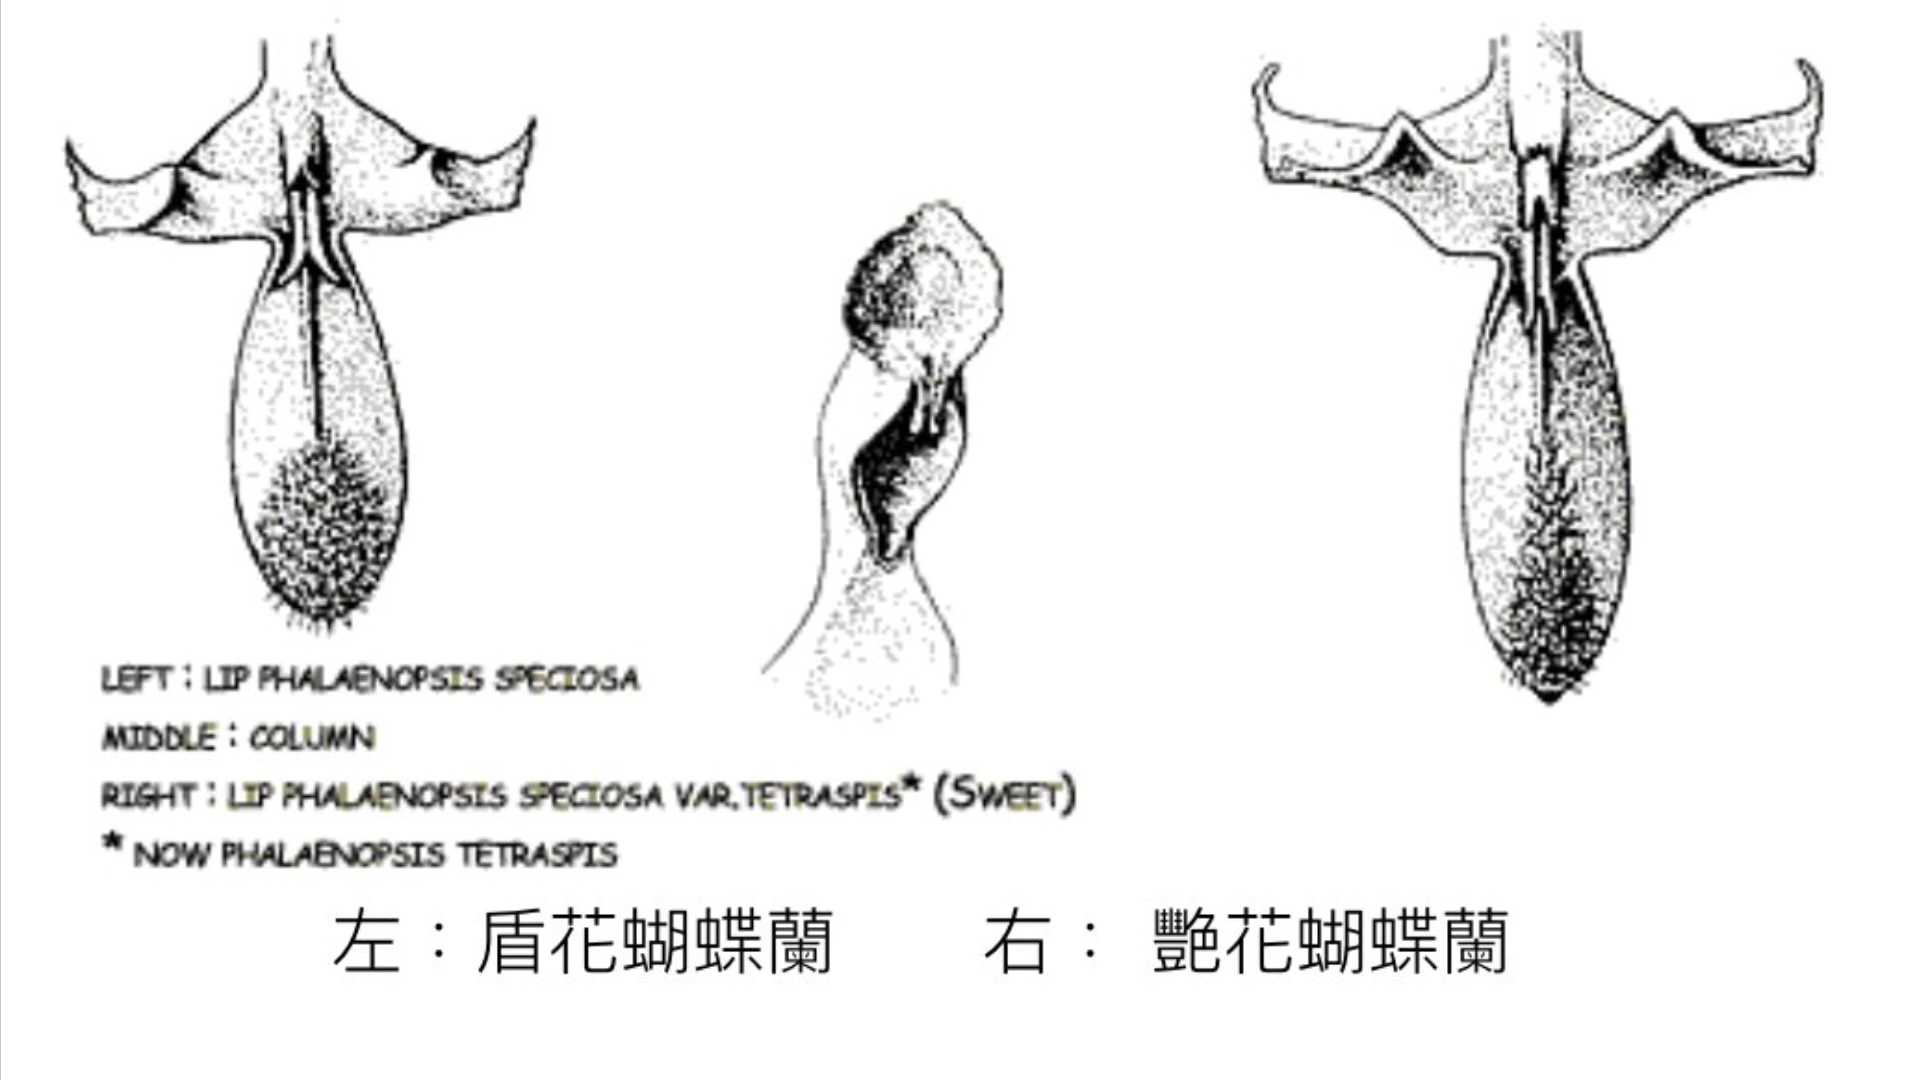 LEFT：LIP PHALAENOPSIS SPECIOSA
MIDDLE：COLUMN
RIGHT：LIP PHALAENOPSIS SPECIOSA VAR.TETRASPIS* (SWEET)
* NOW PHALAENOPSIS TETRASPIS
左：盾花蝴蝶蘭 右： 艷花蝴蝶蘭